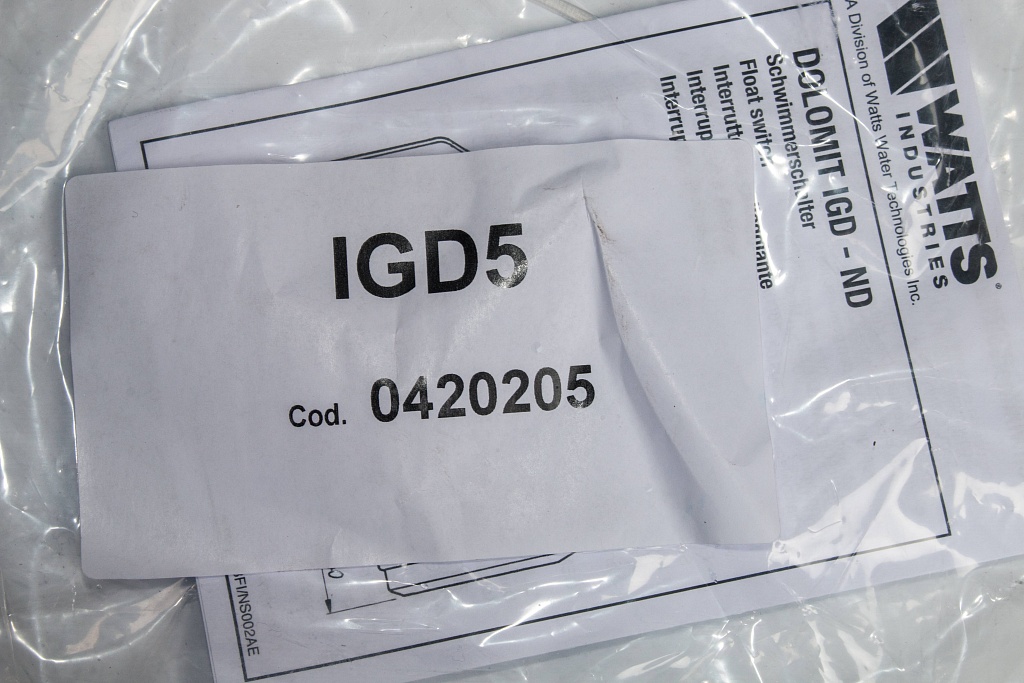 IGD5
Cod. 0420205
WATTS
INDUSTRIES
A Division of Watts Water Technologies Inc.
DOLOMIT IGD - ND
Schwimmerschalter
Float switch